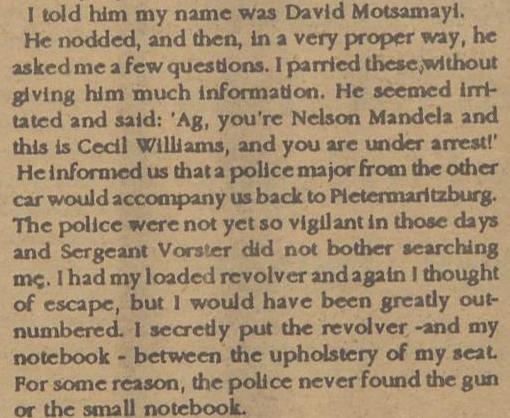 I told him my name was David Motsamayi.
He nodded, and then, in a very proper way, he
asked me a few questions. I parried these, without
giving him much information. He seemed irri-
tated and said: 'Ag, you're Nelson Mandela and
this is Cecil Williams, and you are under arrest!'
He informed us that a police major from the other
car would accompany us back to Pietermaritzburg.
The police were not yet so vigilant in those days
and Sergeant Vorster did not bother searching
me. I had my loaded revolver and again I thought
of escape, but I would have been greatly out-
numbered. I secretly put the revolver -and my
notebook - between the upholstery of my seat.
For some reason, the police never found the gun
or the small notebook.